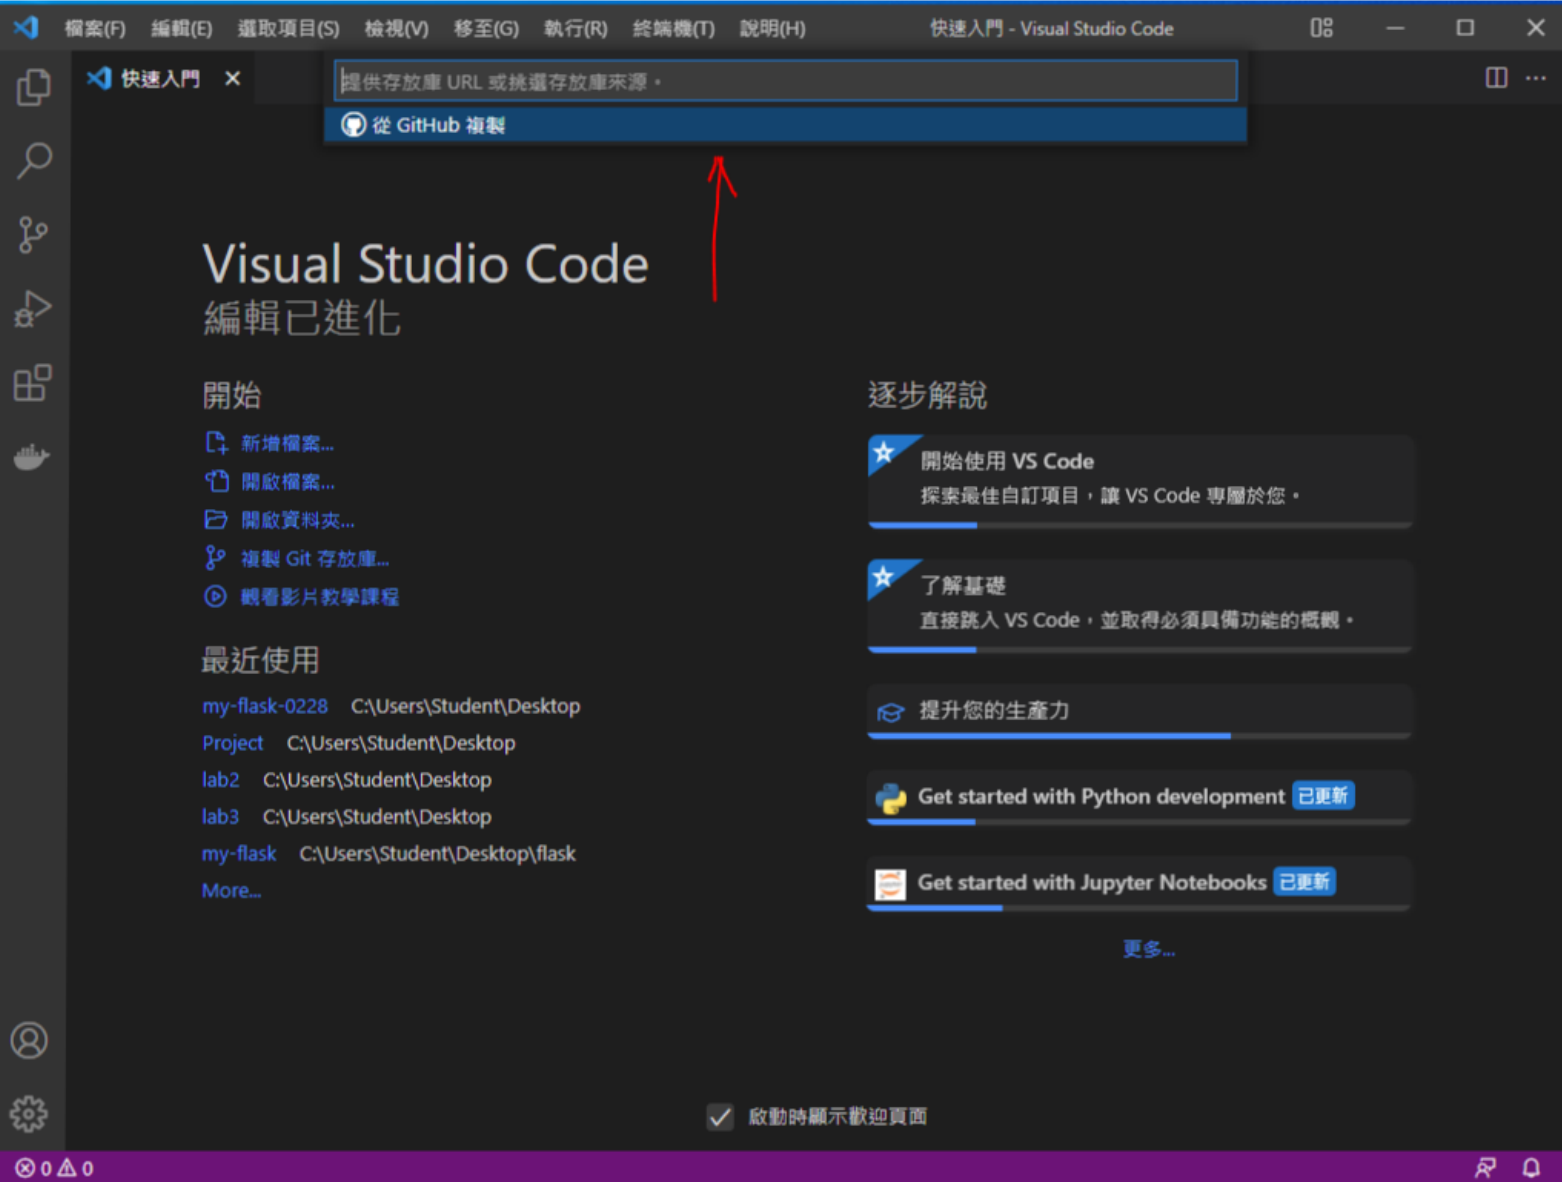 檔案(F) 編輯(E) 選取項目(S) 檢視(V) 移至(G) 執行(R) 終端機(T) 說明(H) 快速入門 - Visual Studio Code
快速入門
提供存放庫 URL 或挑選存放庫來源。
從 GitHub 複製
Visual Studio Code
編輯已進化
開始
新增檔案...
開啟檔案...
開啟資料夾...
複製 Git 存放庫...
觀看影片教學課程
最近使用
my-flask-0228 C:\Users\Student\Desktop
Project C:\Users\Student\Desktop
lab2 C:\Users\Student\Desktop
lab3 C:\Users\Student\Desktop
my-flask C:\Users\Student\Desktop\flask
More...
逐步解說
開始使用 VS Code
探索最佳自訂項目，讓 VS Code 專屬於您。
了解基礎
直接跳入 VS Code，並取得必須具備功能的概觀。
提升您的生產力
Get started with Python development 已更新
Get started with Jupyter Notebooks 已更新
更多...
啟動時顯示歡迎頁面
0 0